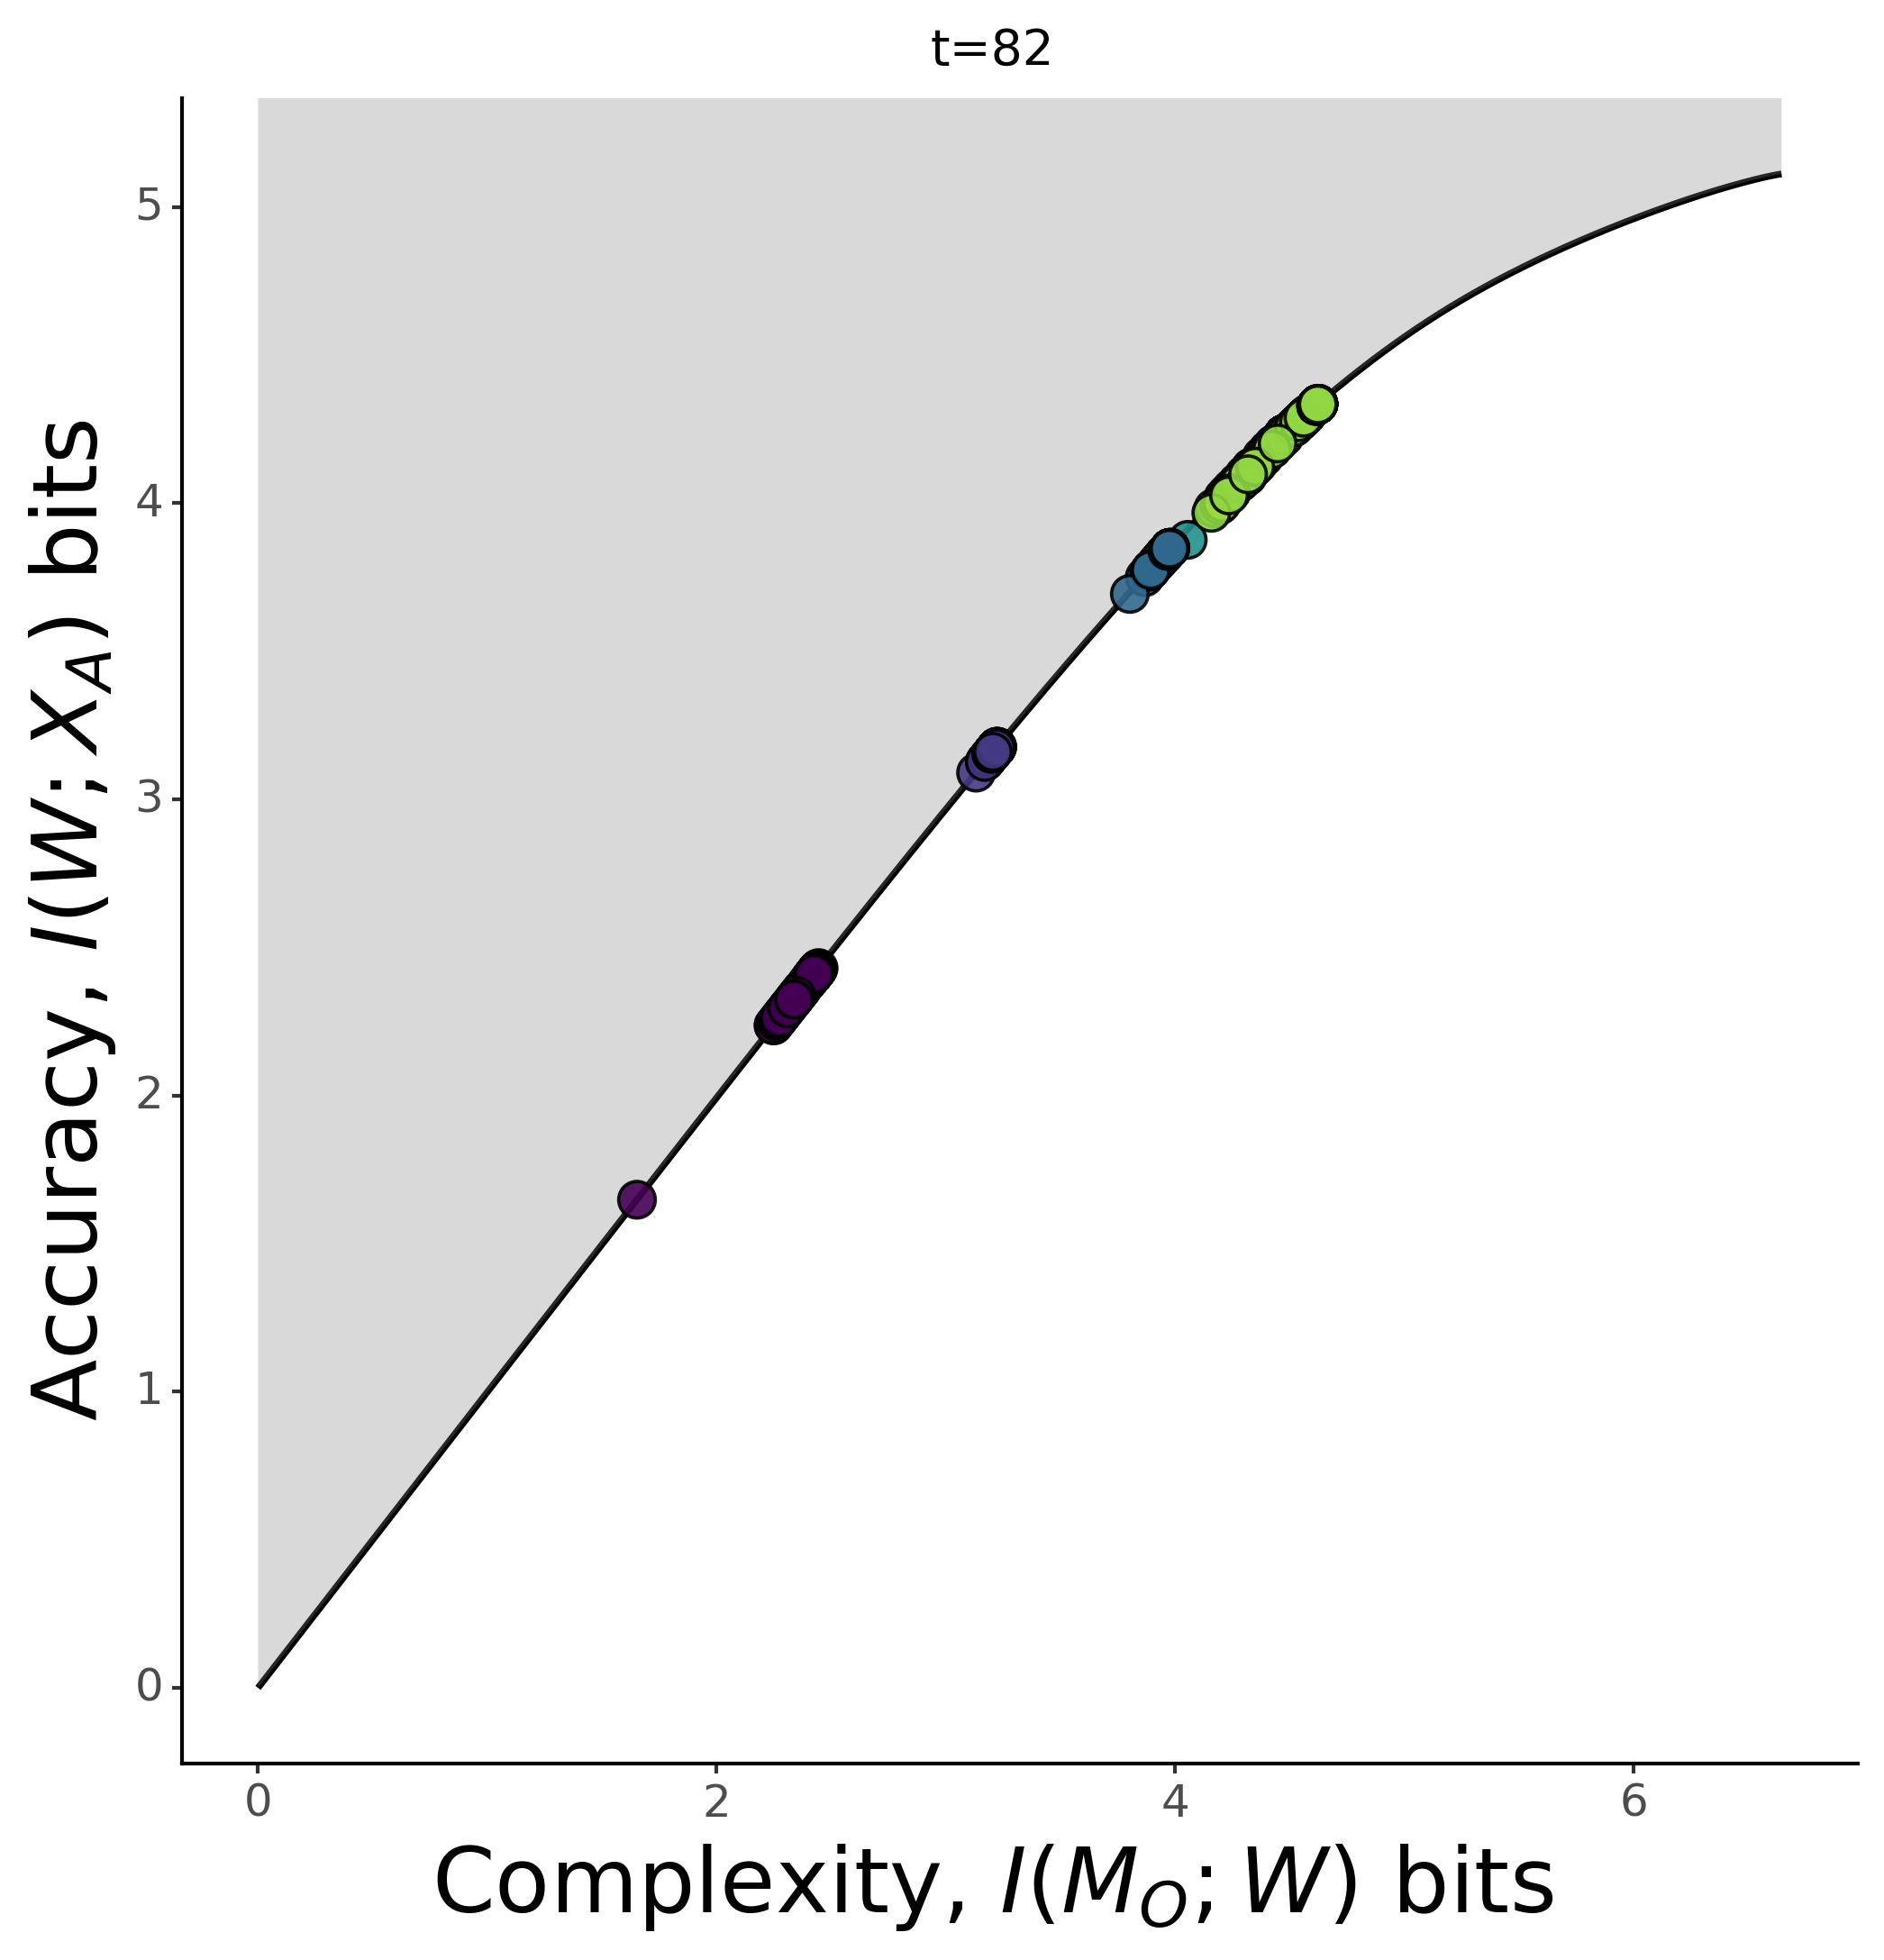 t=82
Accuracy, I(W; X_A) bits
5
4
3
2
1
0
0 2 4 6
Complexity, I(M_O; W) bits